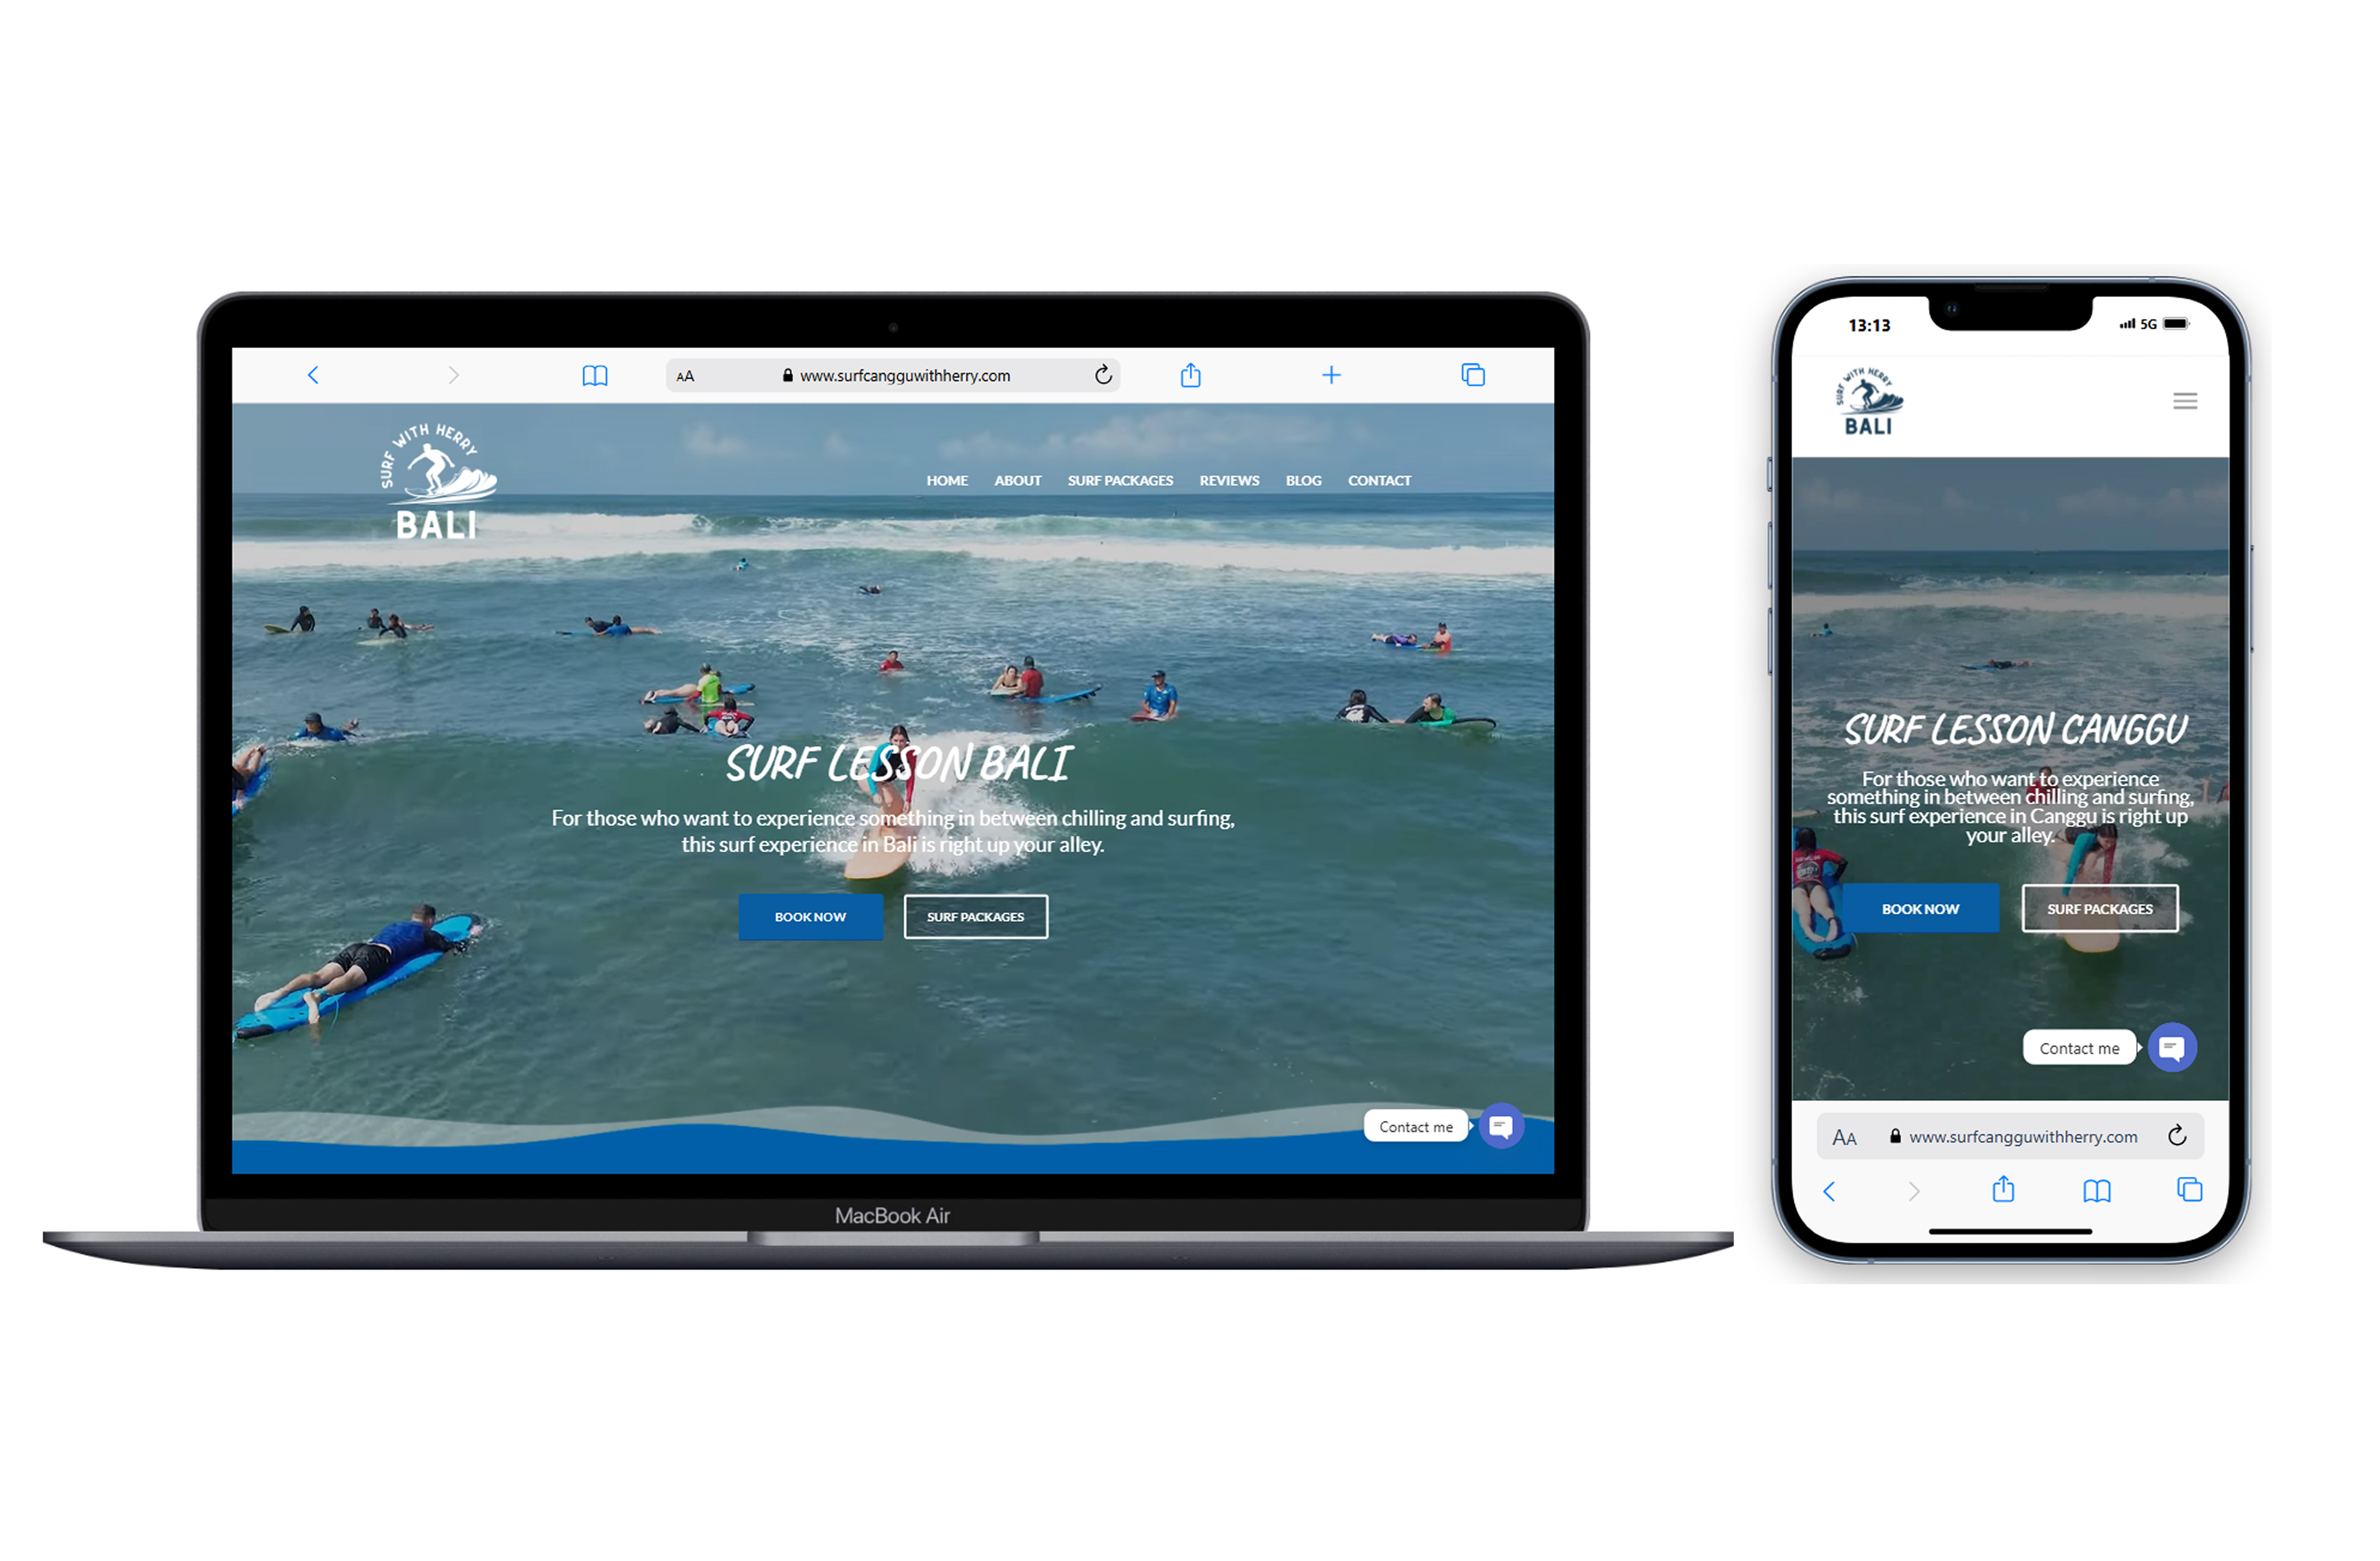 AA www.surfcangguwithherry.com
SURF WITH HERRY
BALI
HOME ABOUT SURF PACKAGES REVIEWS BLOG CONTACT
SURF LESSON BALI
For those who want to experience something in between chilling and surfing,
this surf experience in Bali is right up your alley.
BOOK NOW SURF PACKAGES
Contact me
MacBook Air
13:13 5G
SURF WITH HERRY
BALI
SURF LESSON CANGGU
For those who want to experience
something in between chilling and surfing,
this surf experience in Canggu is right up
your alley.
BOOK NOW SURF PACKAGES
Contact me
AA www.surfcangguwithherry.com